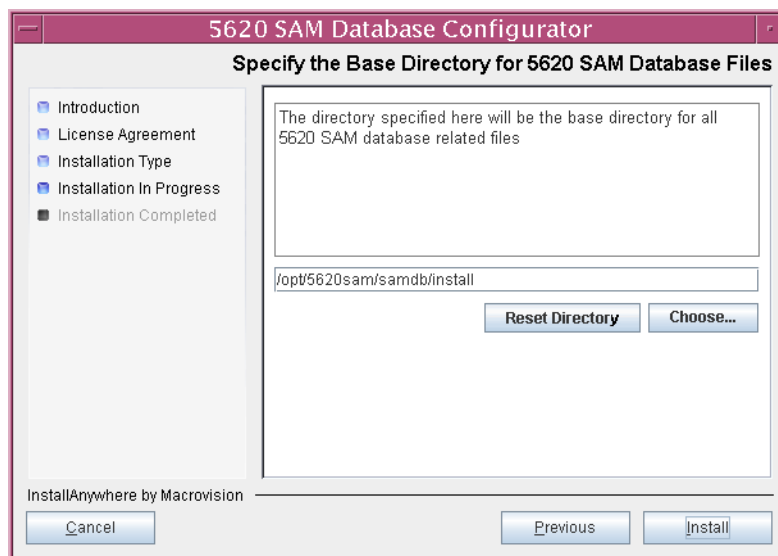 5620 SAM Database Configurator
Specify the Base Directory for 5620 SAM Database Files
Introduction
License Agreement
Installation Type
Installation In Progress
Installation Completed
The directory specified here will be the base directory for all
5620 SAM database related files
/opt/5620sam/samdb/install
Reset Directory
Choose...
InstallAnywhere by Macrovision
Cancel
Previous
Install